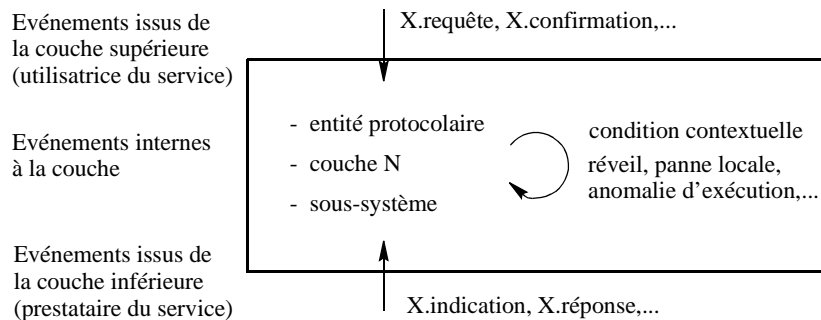 Evénements issus de
la couche supérieure
(utilisatrice du service)
X.requête, X.confirmation,...
Evénements internes
à la couche
- entité protocolaire
- couche N
- sous-système
condition contextuelle
réveil, panne locale,
anomalie d'exécution,...
Evénements issus de
la couche inférieure
(prestataire du service)
X.indication, X.réponse,...